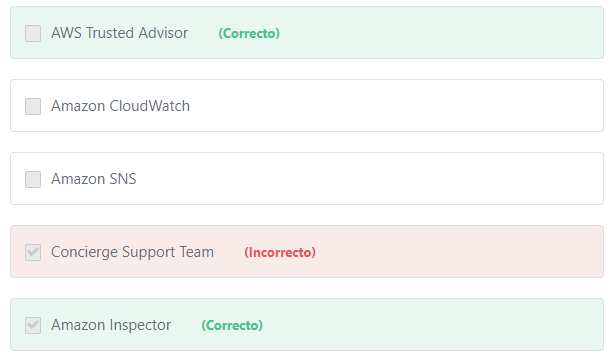 AWS Trusted Advisor (Correcto)
Amazon CloudWatch
Amazon SNS
Concierge Support Team (Incorrecto)
Amazon Inspector (Correcto)